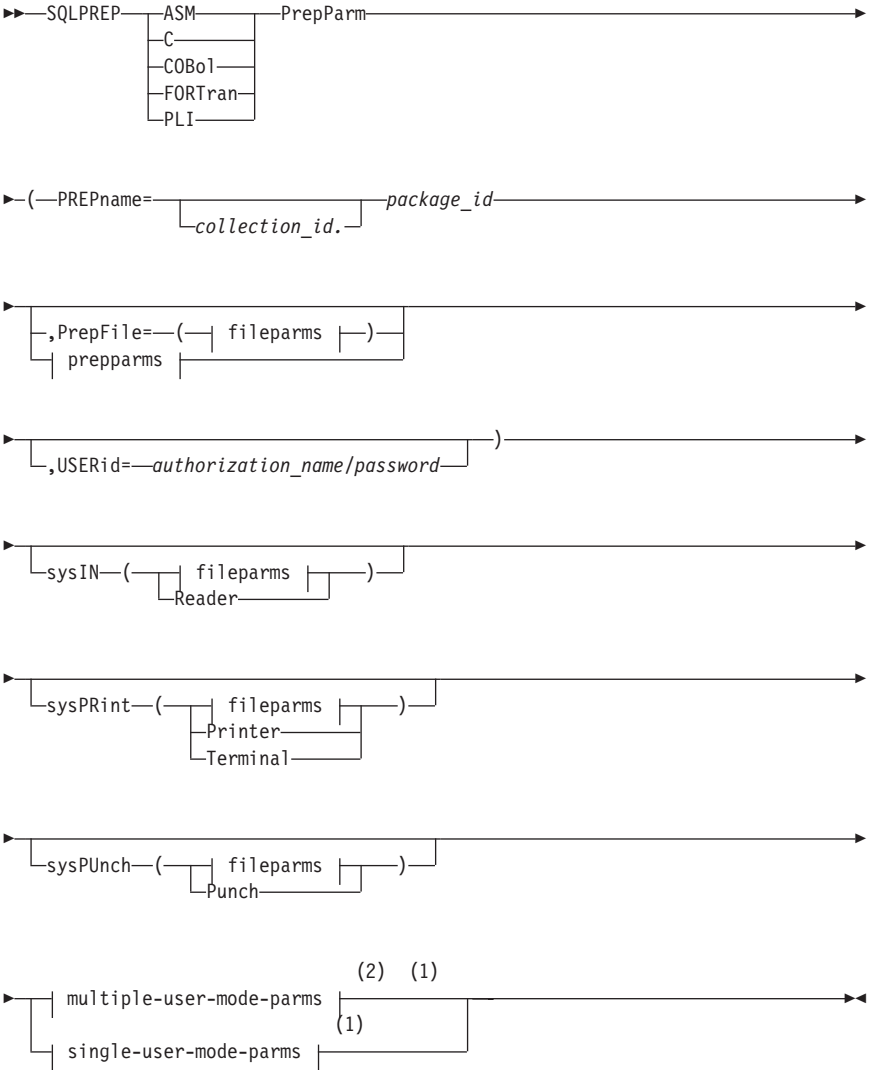 SQLPREP ASM PrepParm
C
COBol
FORTran
PLI
( PREPname= package_id
collection_id.
,PrepFile= ( fileparms )
prepparms
)
,USERid= authorization_name/password
sysIN ( fileparms )
Reader
sysPRint ( fileparms )
Printer
Terminal
sysPUnch ( fileparms )
Punch
(2) (1)
multiple-user-mode-parms
(1)
single-user-mode-parms